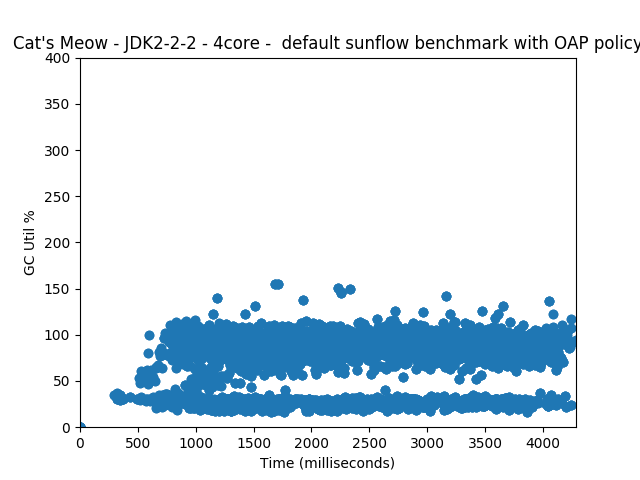 Cat's Meow - JDK2-2-2 - 4core -  default sunflow benchmark with OAP policy
400
350
300
250
200
150
100
50
0
GC Util %
0 500 1000 1500 2000 2500 3000 3500 4000
Time (milliseconds)